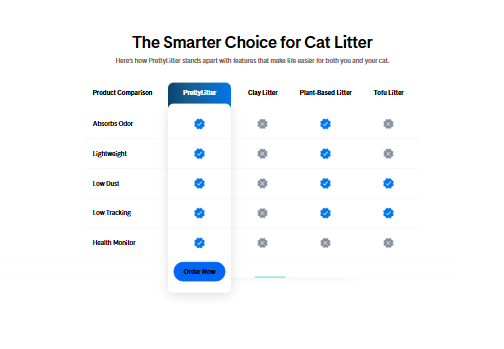 The Smarter Choice for Cat Litter
Here's how PrettyLitter stands apart with features that make life easier for both you and your cat.
Product Comparison PrettyLitter Clay Litter Plant-Based Litter Tofu Litter
Absorbs Odor
Lightweight
Low Dust
Low Tracking
Health Monitor
Order Now